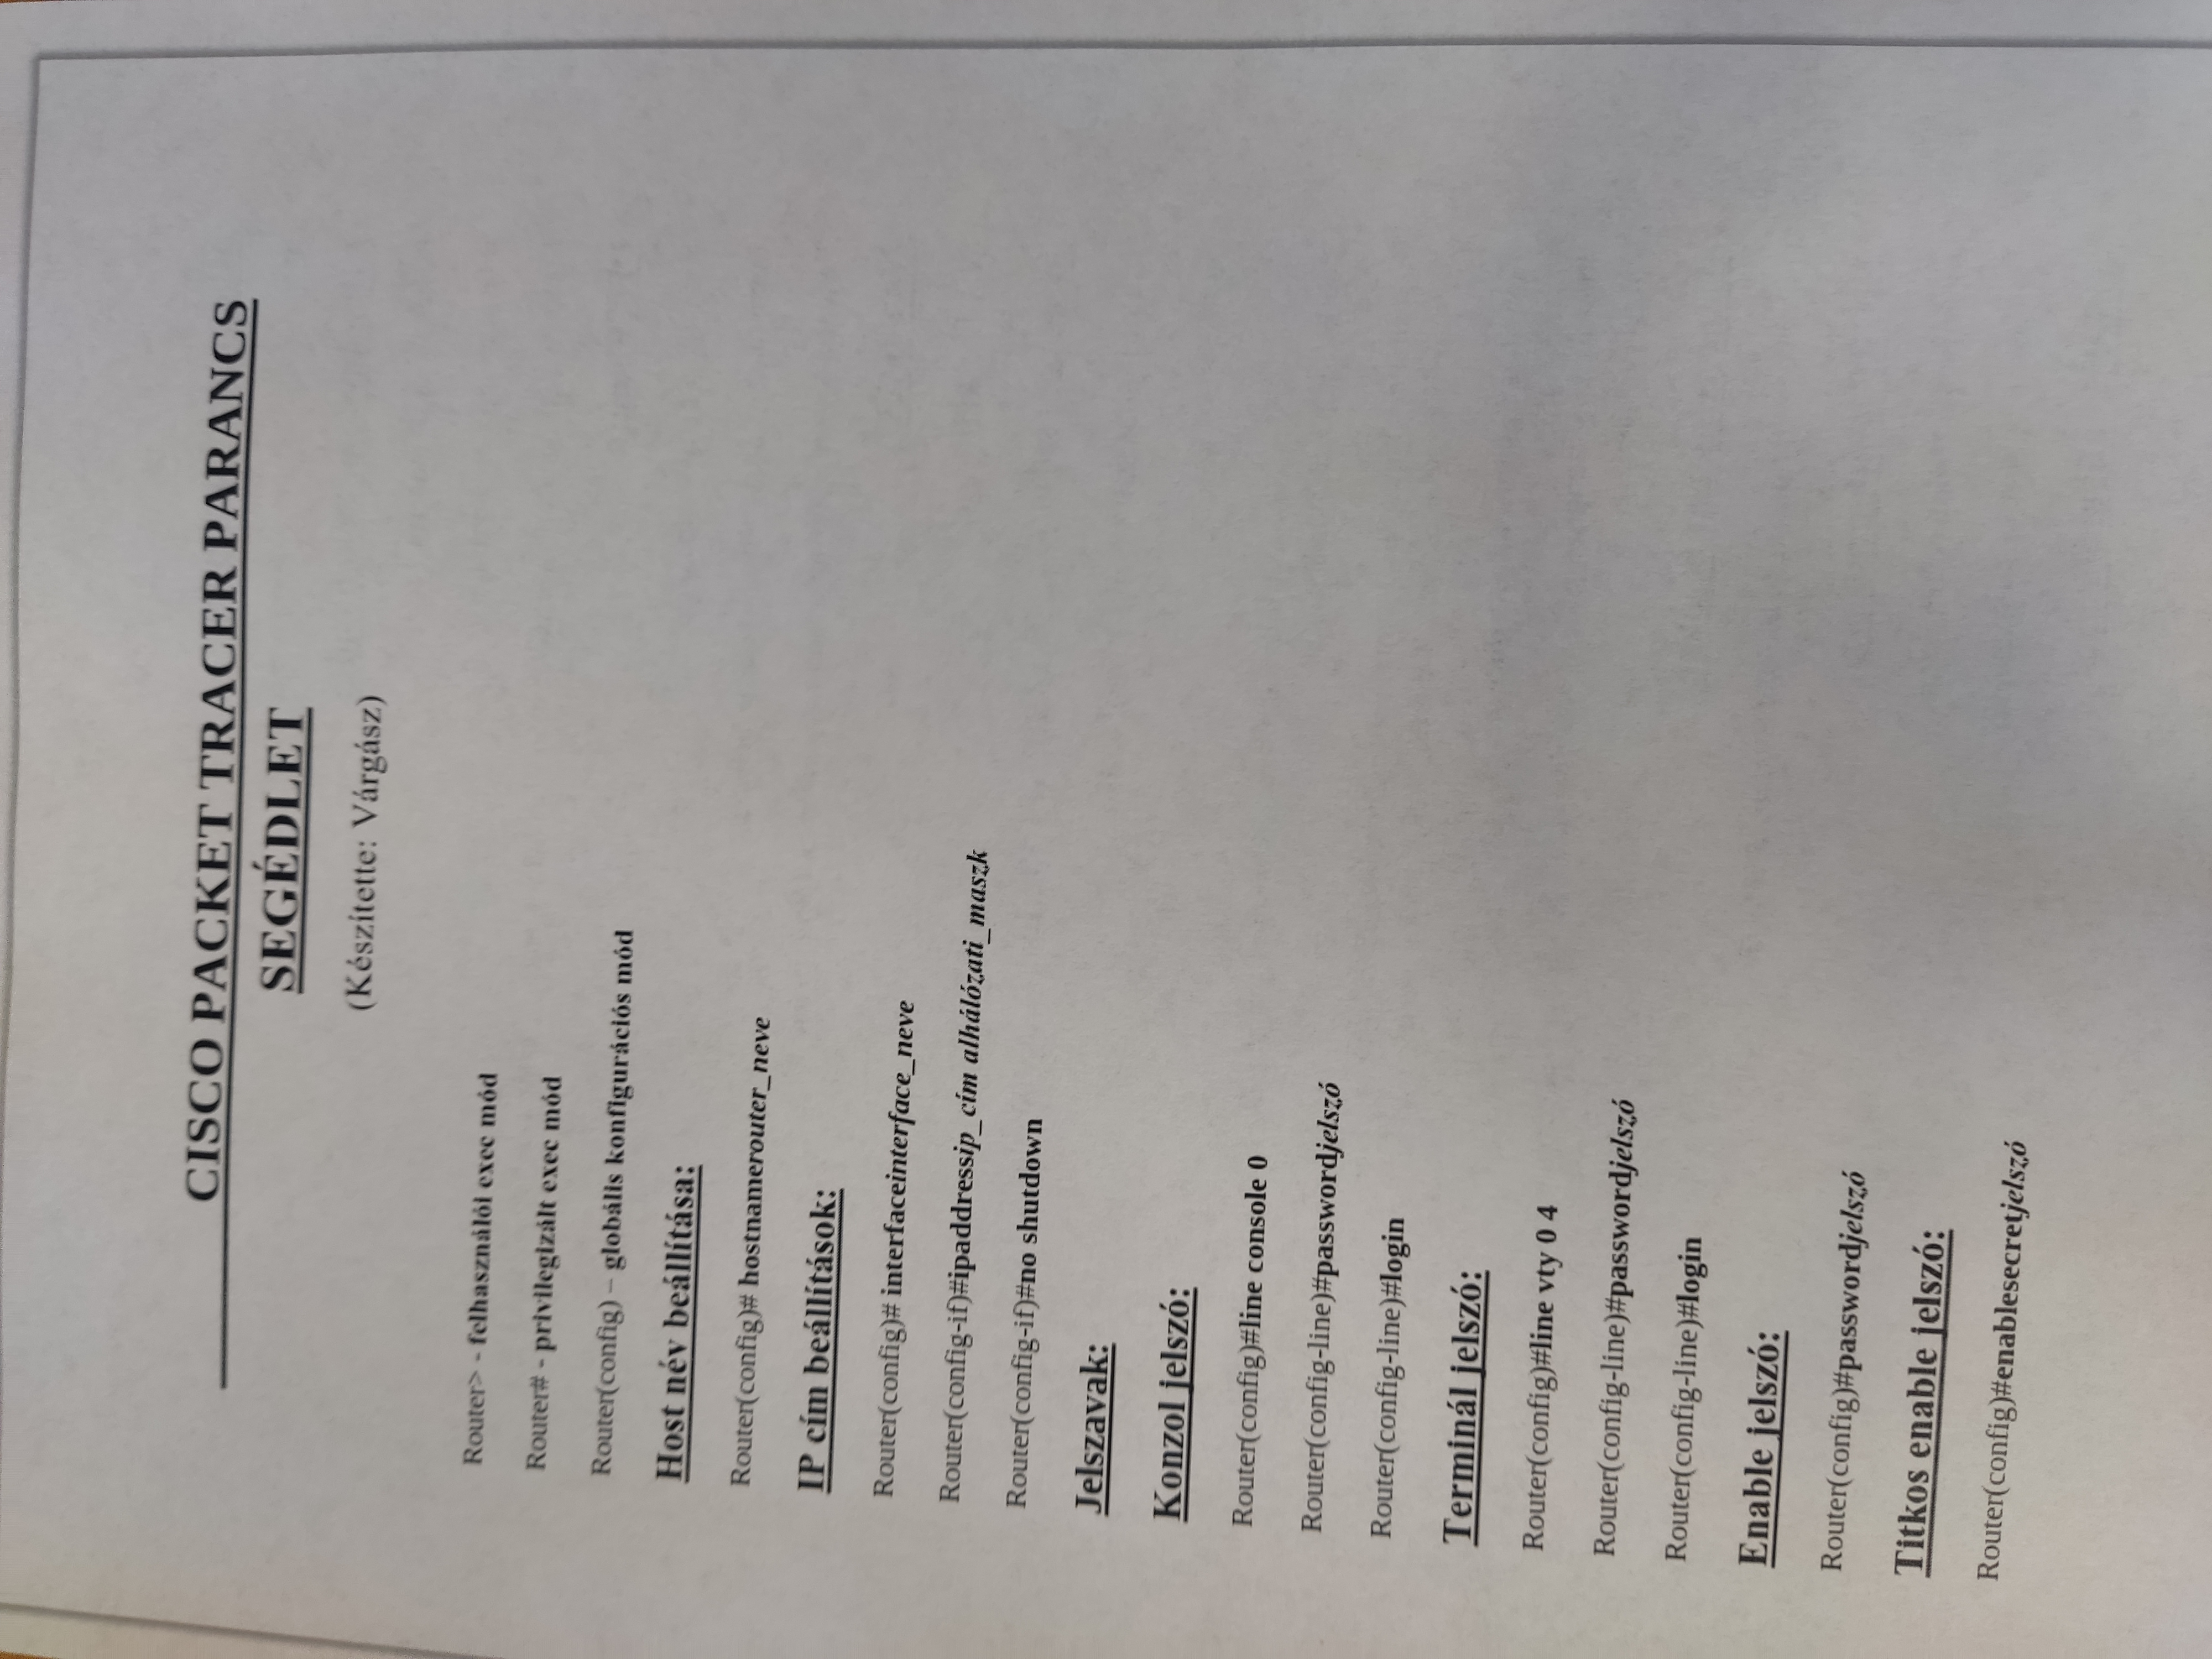 CISCO PACKET TRACER PARANCS
SEGÉDLET
(Készítette: Várgász)
Router> - felhasználói exec mód
Router# - privilegizált exec mód
Router(config) – globális konfigurációs mód
Host név beállítása:
Router(config)# hostnamerouter_neve
IP cím beállítások:
Router(config)# interfaceinterface_neve
Router(config-if)#ipaddressip_cím alhálózati_maszk
Router(config-if)#no shutdown
Jelszavak:
Konzol jelszó:
Router(config)#line console 0
Router(config-line)#passwordjelszó
Router(config-line)#login
Terminál jelszó:
Router(config)#line vty 0 4
Router(config-line)#passwordjelszó
Router(config-line)#login
Enable jelszó:
Router(config)#passwordjelszó
Titkos enable jelszó:
Router(config)#enablesecretjelszó